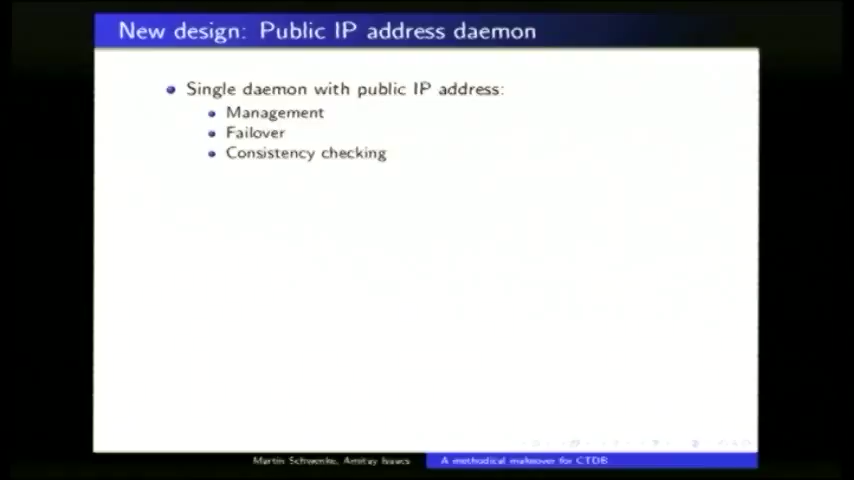 New design: Public IP address daemon
Single daemon with public IP address:
Management
Failover
Consistency checking
Martin Schwenke, Amitay Isaacs
A methodical makeover for CTDB